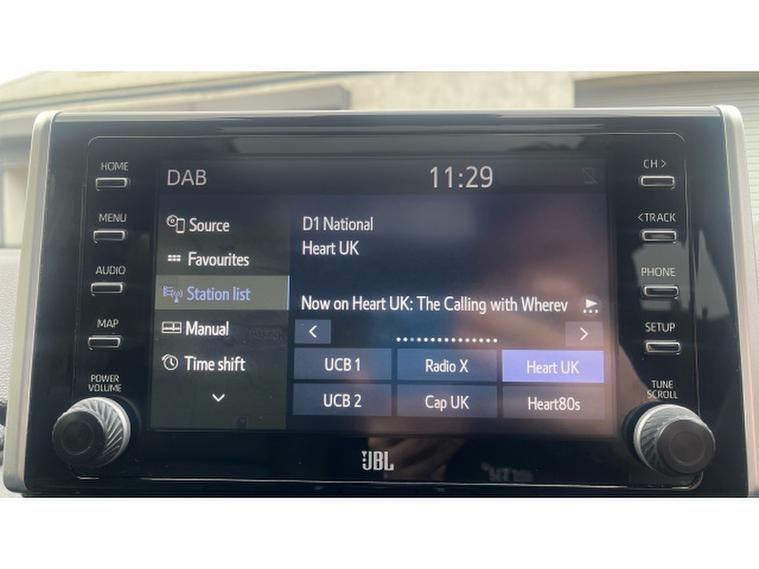 HOME
MENU
AUDIO
MAP
POWER
VOLUME
DAB
11:29
Source
Favourites
Station list
Manual
Time shift
D1 National
Heart UK
Now on Heart UK: The Calling with Wherev
UCB 1
Radio X
Heart UK
UCB 2
Cap UK
Heart80s
CH >
<TRACK
PHONE
SETUP
TUNE
SCROLL
JBL